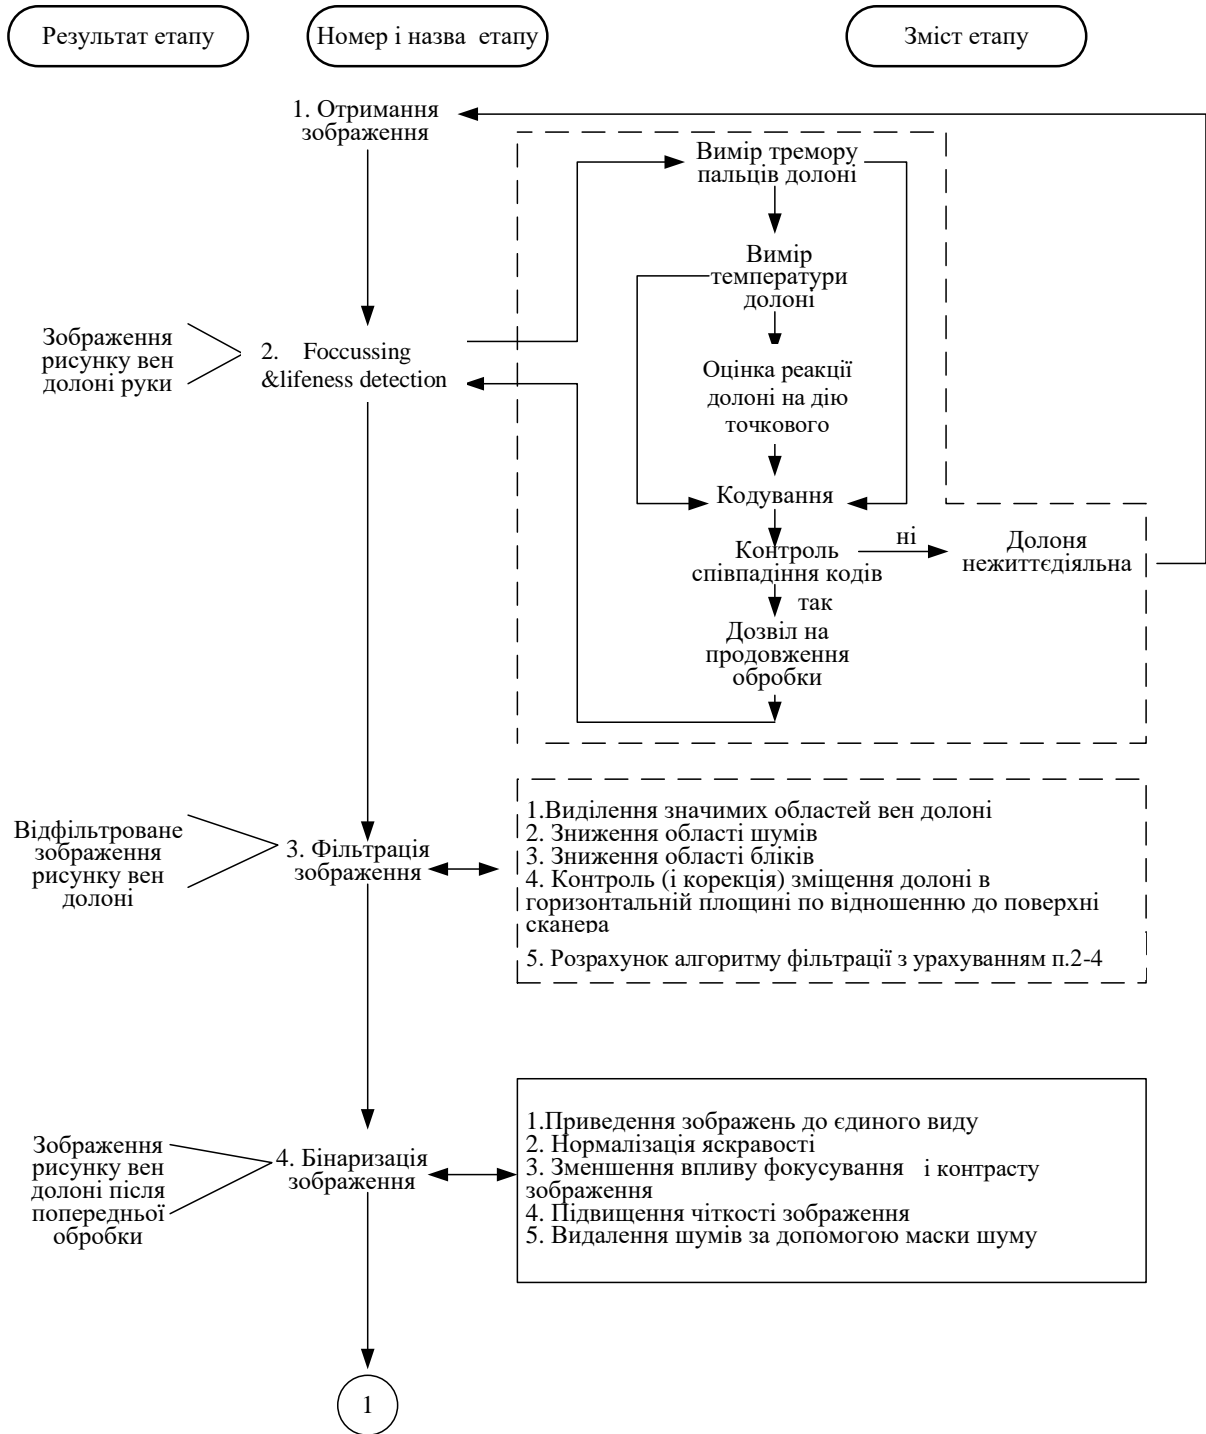 Результат етапу
Номер і назва етапу
Зміст етапу
1. Отримання
зображення
Вимір тремору
пальців долоні
Вимір
температури
долоні
Зображення
рисунку вен
долоні руки
2. Foccussing
&lifeness detection
Оцінка реакції
долоні на дію
точкового
Кодування
Контроль
співпадіння кодів
ні
Долоня
нежиттєдіяльна
так
Дозвіл на
продовження
обробки
Відфільтроване
зображення
рисунку вен
долоні
3. Фільтрація
зображення
1.Виділення значимих областей вен долоні
2. Зниження області шумів
3. Зниження області бліків
4. Контроль (і корекція) зміщення долоні в
горизонтальній площині по відношенню до поверхні
сканера
5. Розрахунок алгоритму фільтрації з урахуванням п.2-4
Зображення
рисунку вен
долоні після
попередньої
обробки
4. Бінаризація
зображення
1.Приведення зображень до єдиного виду
2. Нормалізація яскравості
3. Зменшення впливу фокусування і контрасту
зображення
4. Підвищення чіткості зображення
5. Видалення шумів за допомогою маски шуму
1